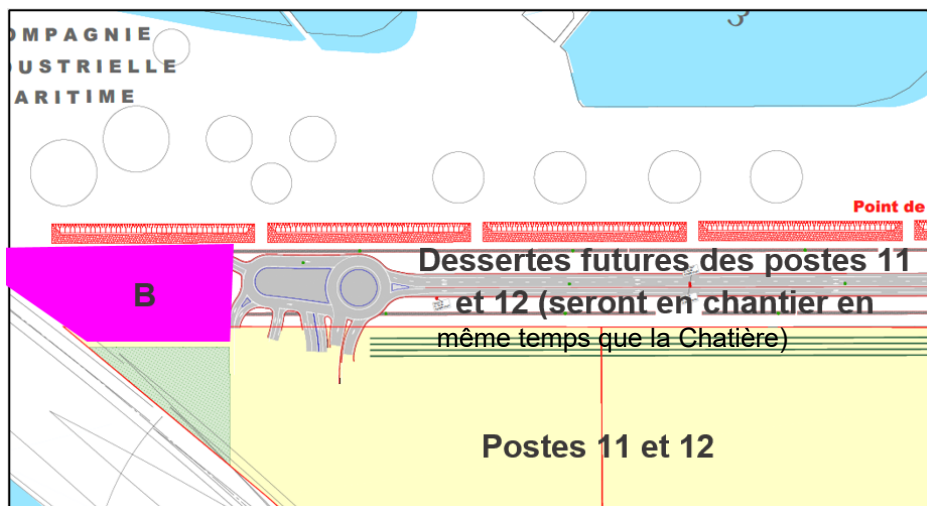 3
OMPAGNIE
USTRIELLE
ARITIME
Point de
Dessertes futures des postes 11
B
et 12 (seront en chantier en
même temps que la Chatière)
Postes 11 et 12